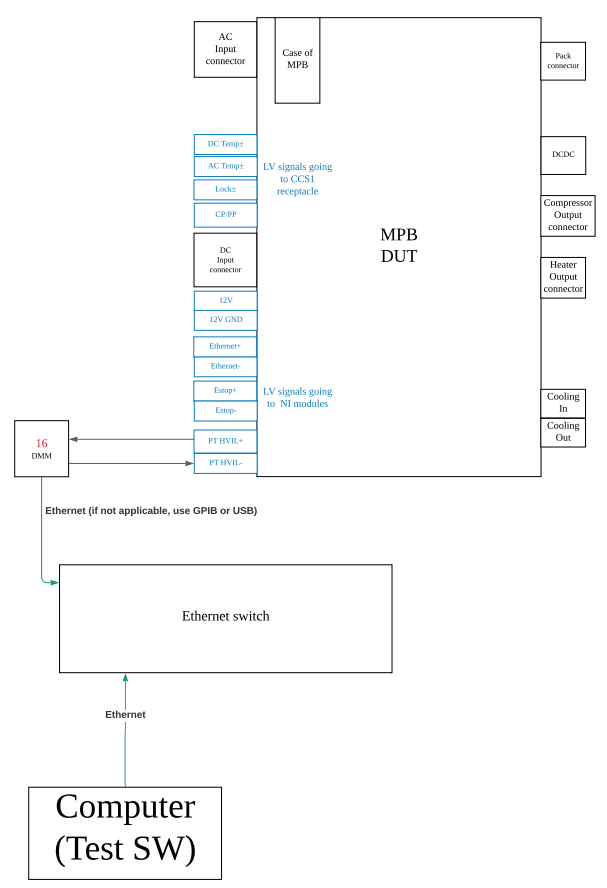 AC
Input
connector
Case of
MPB
Pack
connector
DC Temp±
AC Temp±
Lock±
CP/PP
LV signals going
to CCS1
receptacle
DCDC
Compressor
Output
connector
MPB
DUT
DC
Input
connector
Heater
Output
connector
12V
12V GND
Ethernet+
Ethernet-
Estop+
Estop-
LV signals going
to NI modules
Cooling
In
Cooling
Out
PT HVIL+
PT HVIL-
16
DMM
Ethernet (if not applicable, use GPIB or USB)
Ethernet switch
Ethernet
Computer
(Test SW)